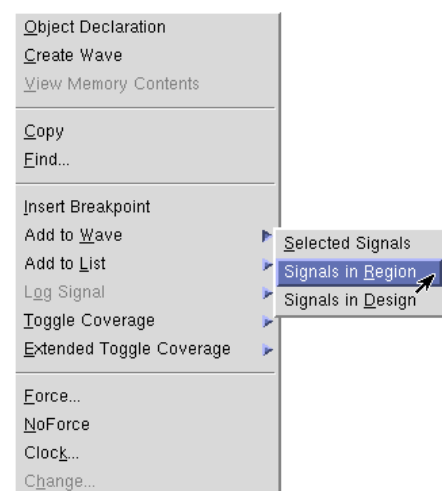 Object Declaration
Create Wave
View Memory Contents
Copy
Find...
Insert Breakpoint
Add to Wave
Add to List
Log Signal
Toggle Coverage
Extended Toggle Coverage
Force...
NoForce
Clock...
Change...
Selected Signals
Signals in Region
Signals in Design